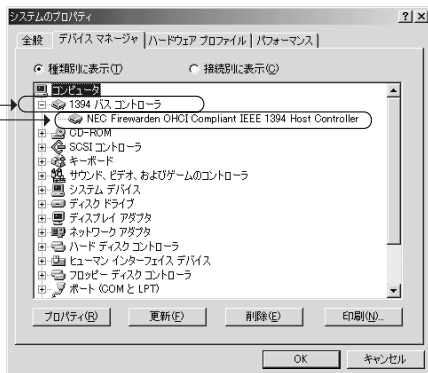 システムのプロパティ
全般 デバイス マネージャ ハードウェア プロファイル パフォーマンス
種類別に表示(T) 接続別に表示(C)
コンピュータ
1394 バス コントローラ
NEC Firewarden OHCI Compliant IEEE 1394 Host Controller
CD-ROM
SCSI コントローラ
キーボード
サウンド、ビデオ、およびゲームのコントローラ
システム デバイス
ディスク ドライブ
ディスプレイ アダプタ
ネットワーク アダプタ
ハード ディスク コントローラ
ヒューマン インターフェイス デバイス
フロッピー ディスク コントローラ
ポート (COM と LPT)
プロパティ(R) 更新(F) 削除(E) 印刷(N)...
OK キャンセル